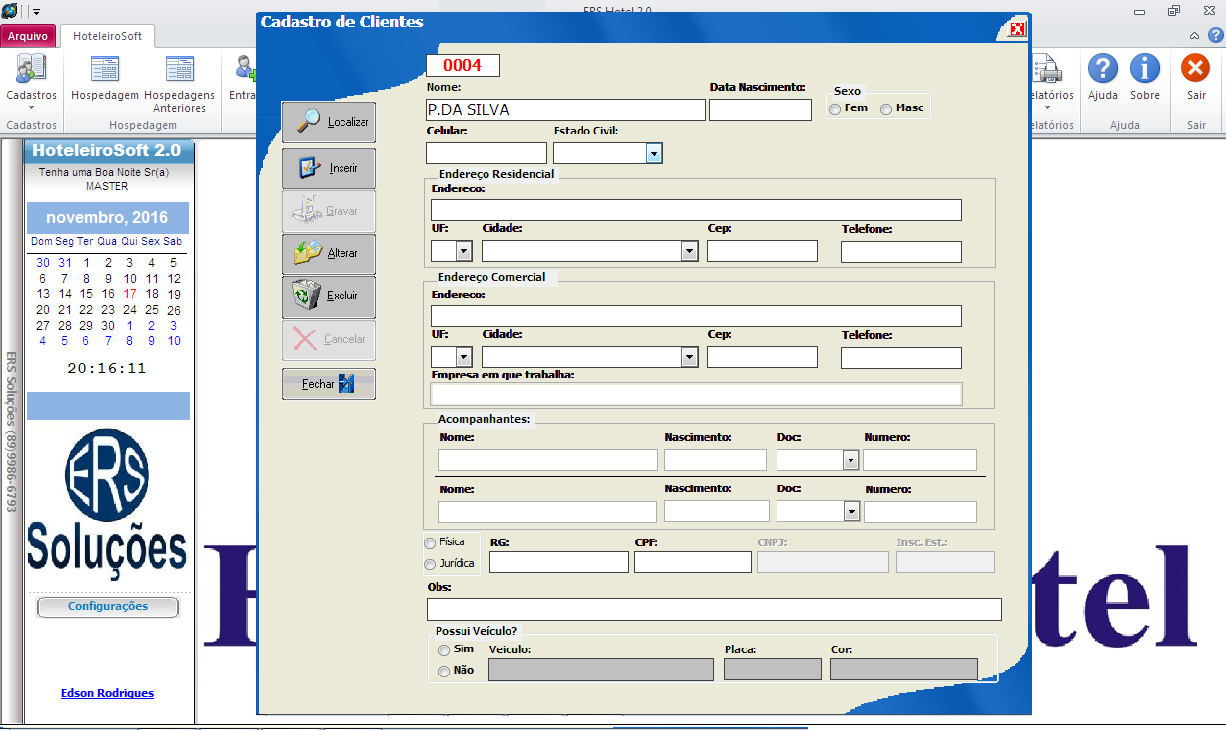 ERS Hotel 2.0
Arquivo
HoteleiroSoft
Cadastros
Hospedagem
Hospedagens
Anteriores
Entra
elatórios
Ajuda
Sobre
Sair
Cadastros
Hospedagem
elatórios
Ajuda
Sair
HoteleiroSoft 2.0
Tenha uma Boa Noite Sr(a)
MASTER
novembro, 2016
Dom Seg Ter Qua Qui Sex Sab
30 31 1 2 3 4 5
6 7 8 9 10 11 12
13 14 15 16 17 18 19
20 21 22 23 24 25 26
27 28 29 30 1 2 3
4 5 6 7 8 9 10
20:16:11
ERS Soluções (89)9986-6793
ERS
Soluções
Configurações
Edson Rodrigues
H
tel
Cadastro de Clientes
0004
Localizar
Inserir
Gravar
Alterar
Excluir
Cancelar
Fechar
Nome:
Data Nascimento:
Sexo
P.DA SILVA
Fem
Masc
Celular:
Estado Civil:
Endereço Residencial
Endereco:
UF:
Cidade:
Cep:
Telefone:
Endereço Comercial
Endereco:
UF:
Cidade:
Cep:
Telefone:
Empresa em que trabalha:
Acompanhantes:
Nome:
Nascimento:
Doc:
Numero:
Nome:
Nascimento:
Doc:
Numero:
Física
Jurídca
RG:
CPF:
CNPJ:
Insc. Est.:
Obs:
Possui Veículo?
Sim
Não
Veiculo:
Placa:
Cor: